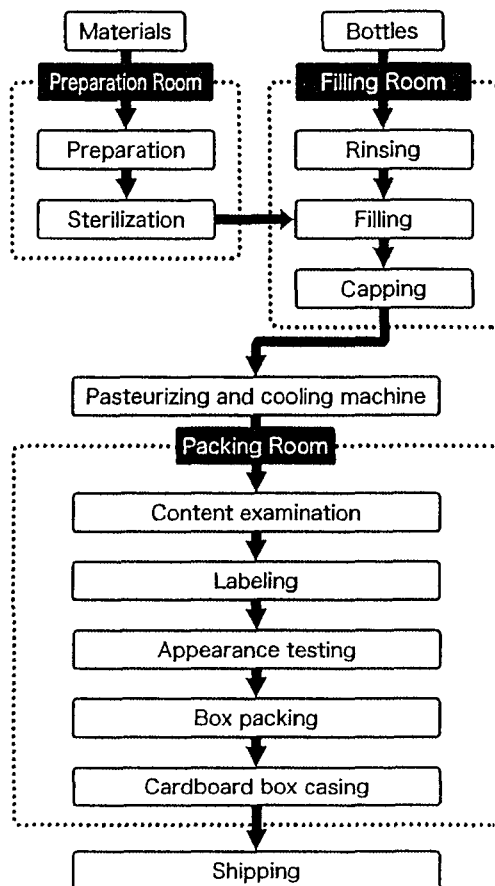 Materials
Bottles
Preparation Room
Filling Room
Preparation
Rinsing
Sterilization
Filling
Capping
Pasteurizing and cooling machine
Packing Room
Content examination
Labeling
Appearance testing
Box packing
Cardboard box casing
Shipping